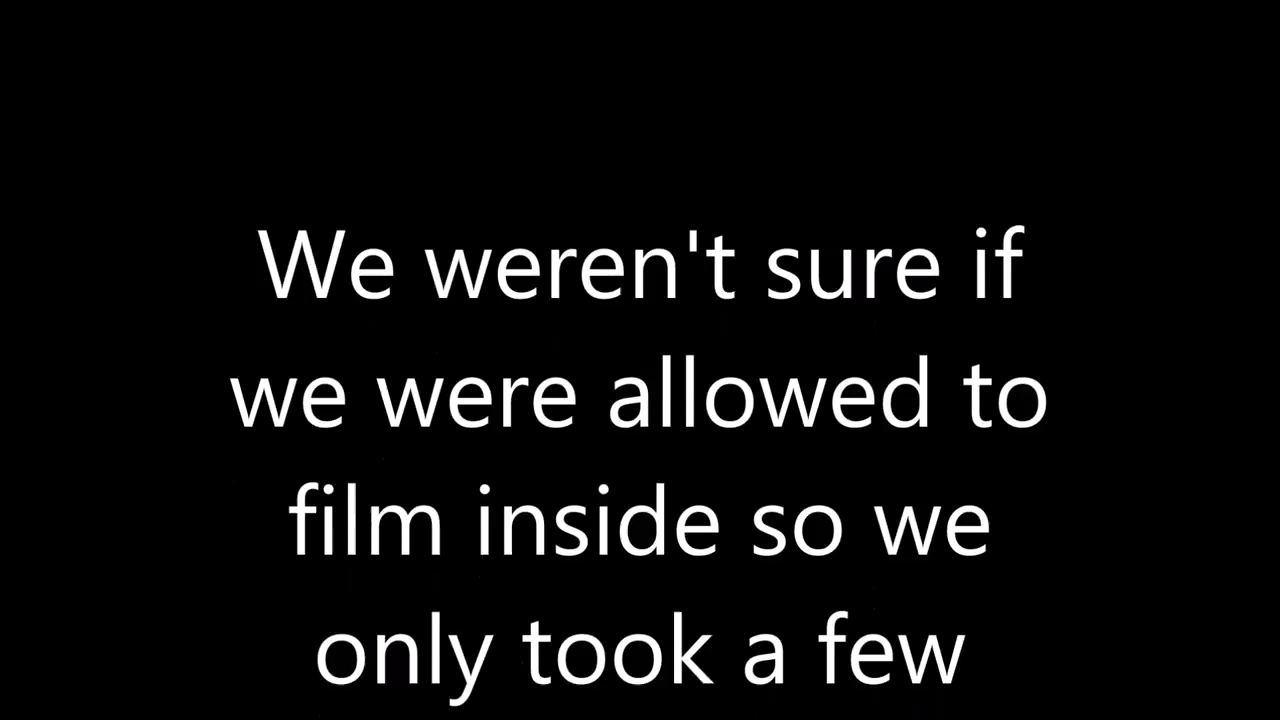 We weren't sure if
we were allowed to
film inside so we
only took a few